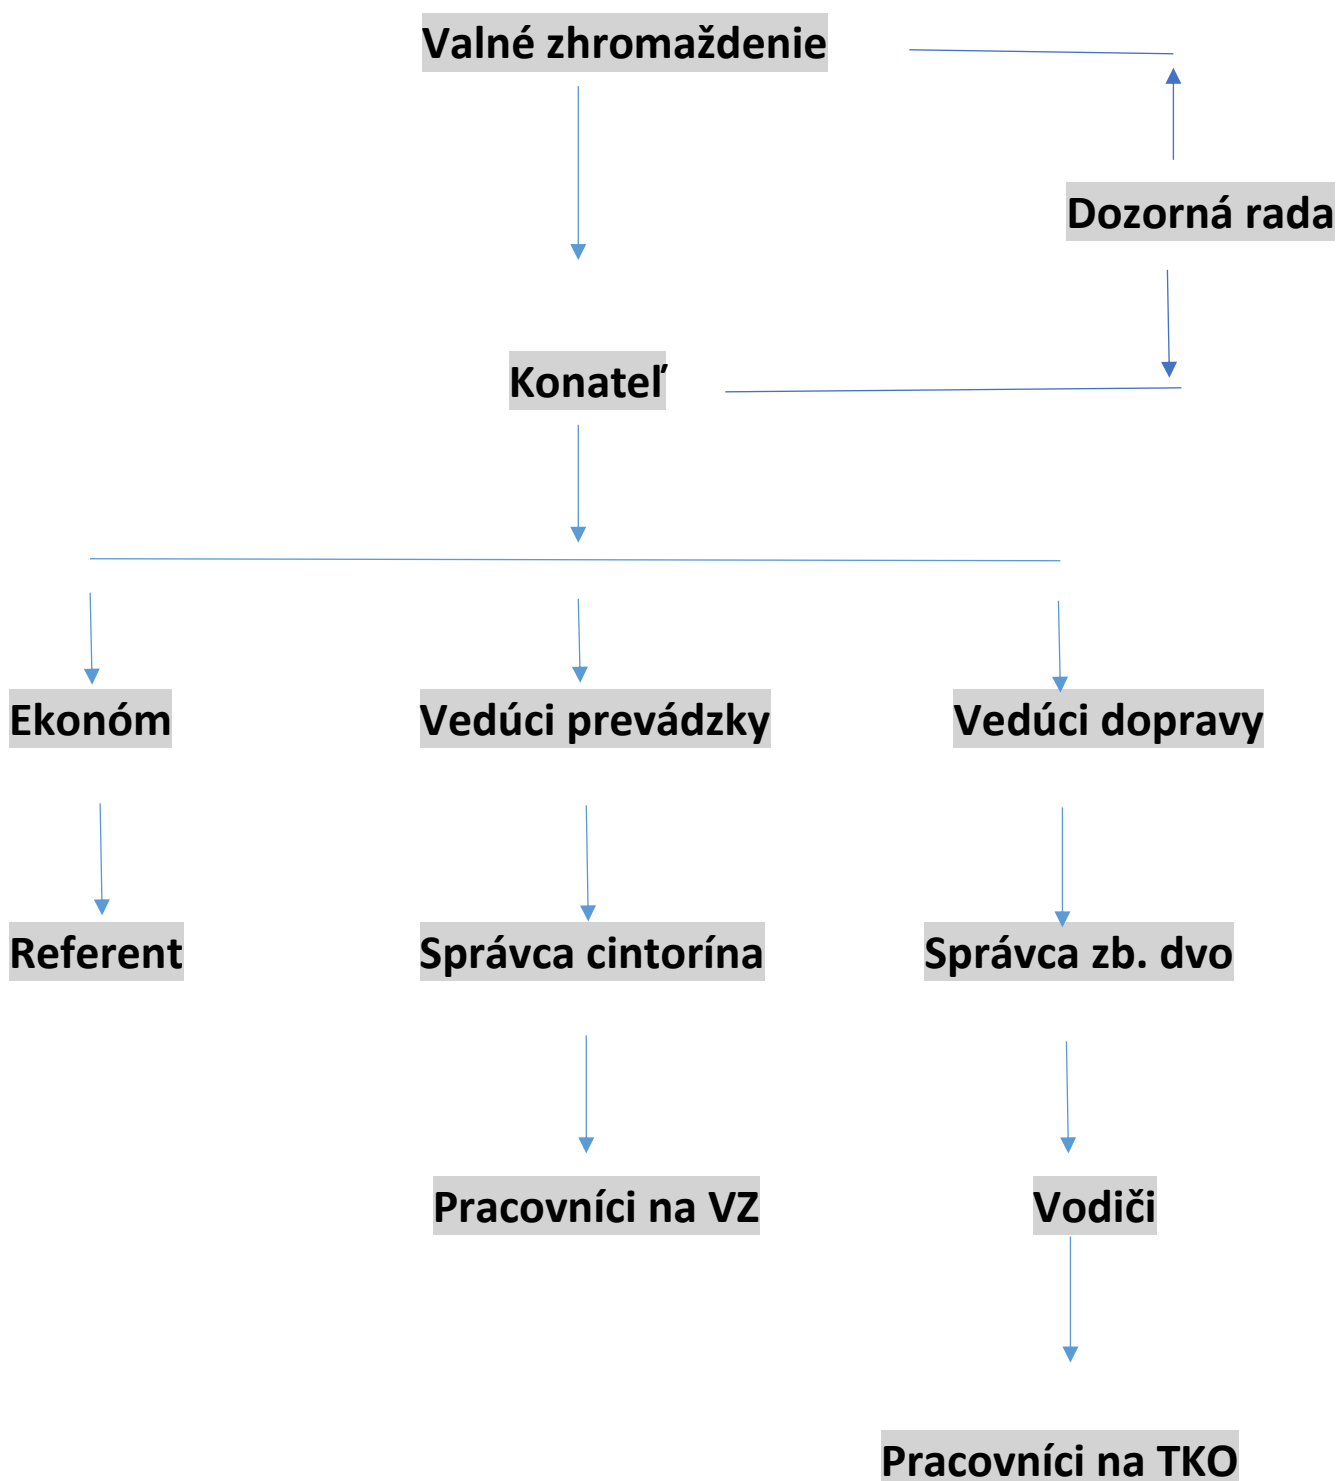 Valné zhromaždenie
Dozorná rada
Konateľ
Ekonóm
Vedúci prevádzky
Vedúci dopravy
Referent
Správca cintorína
Správca zb. dvo
Pracovníci na VZ
Vodiči
Pracovníci na TKO